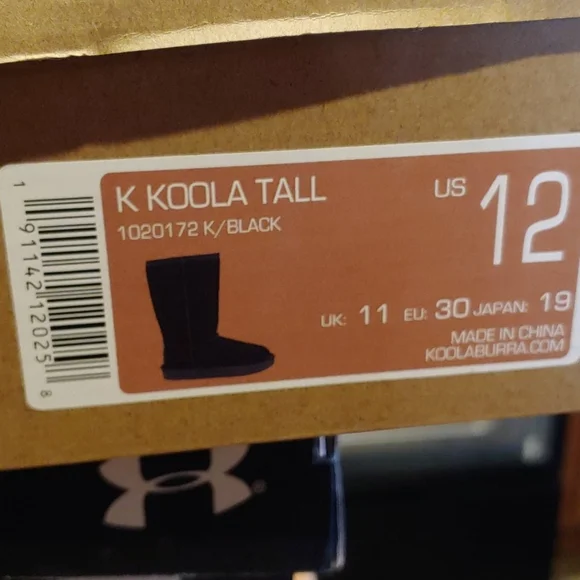 K KOOLA TALL
1020172 K/BLACK
US 12
UK: 11 EU: 30 JAPAN: 19
MADE IN CHINA
KOOLABURRA.COM
1 91142 12025 8
®